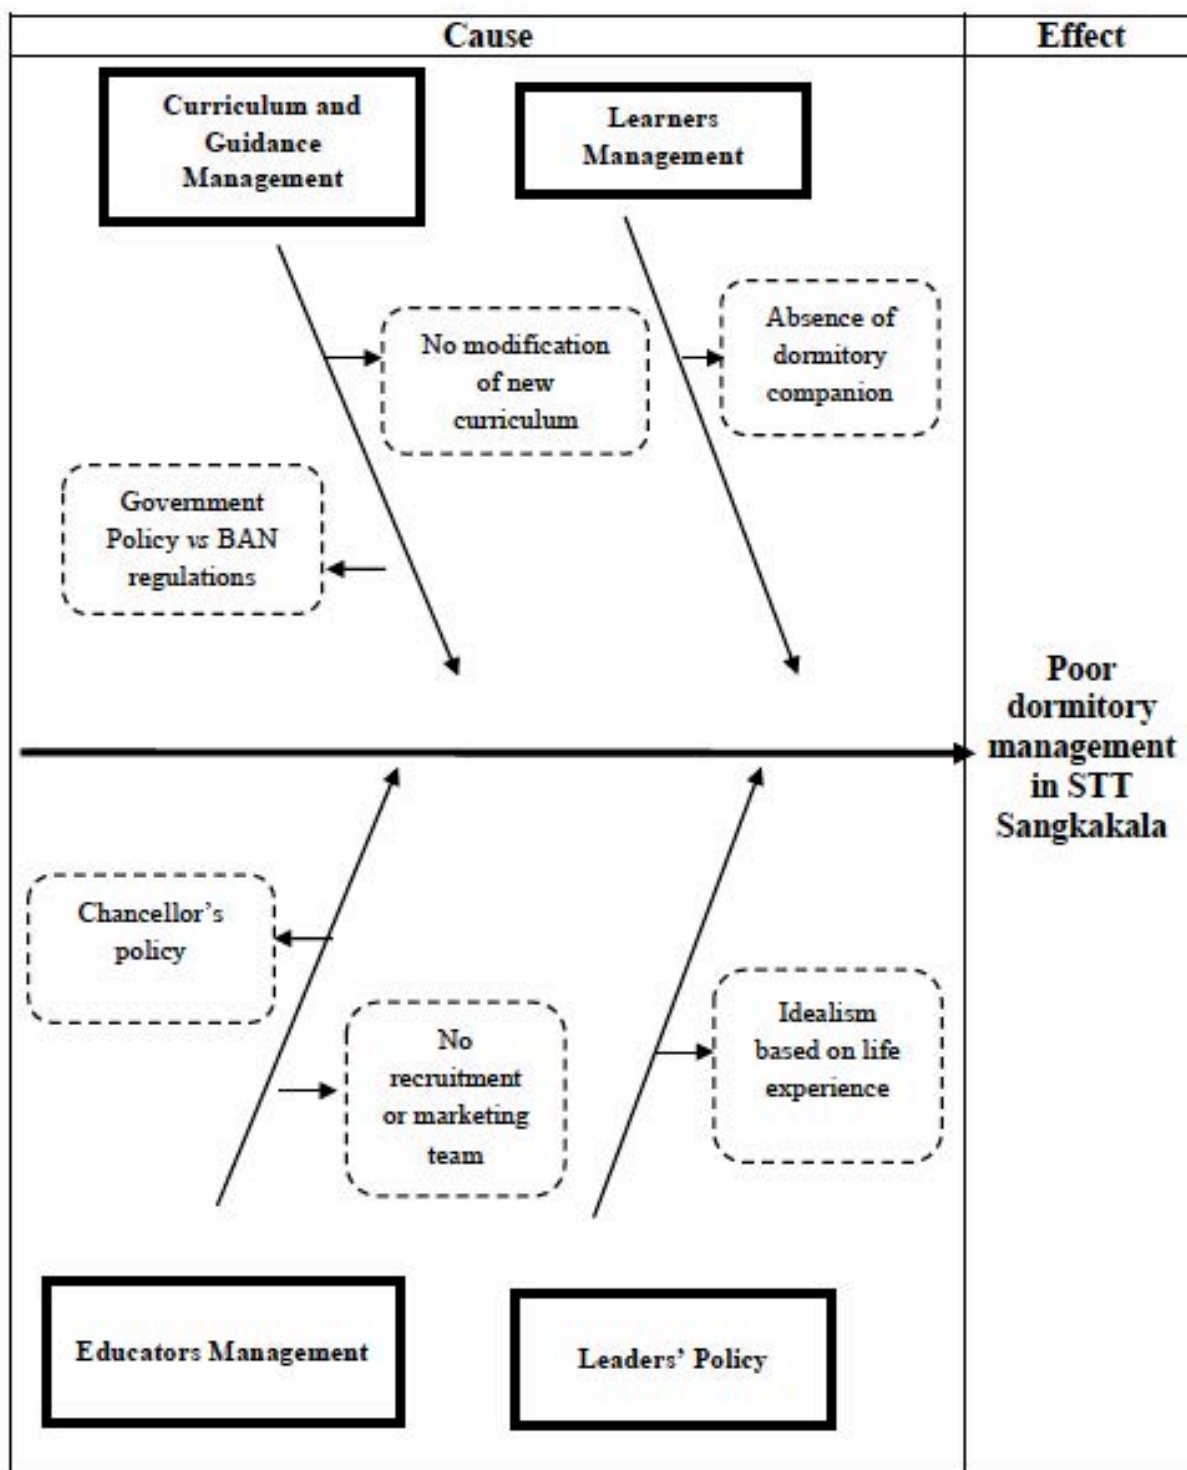 Cause
Effect
Curriculum and
Guidance
Management
Learners
Management
No modification
of new
curriculum
Absence of
dormitory
companion
Government
Policy vs BAN
regulations
Poor
dormitory
management
in STT
Sangkakala
Chancellor's
policy
No
recruitment
or marketing
team
Idealism
based on life
experience
Educators Management
Leaders' Policy